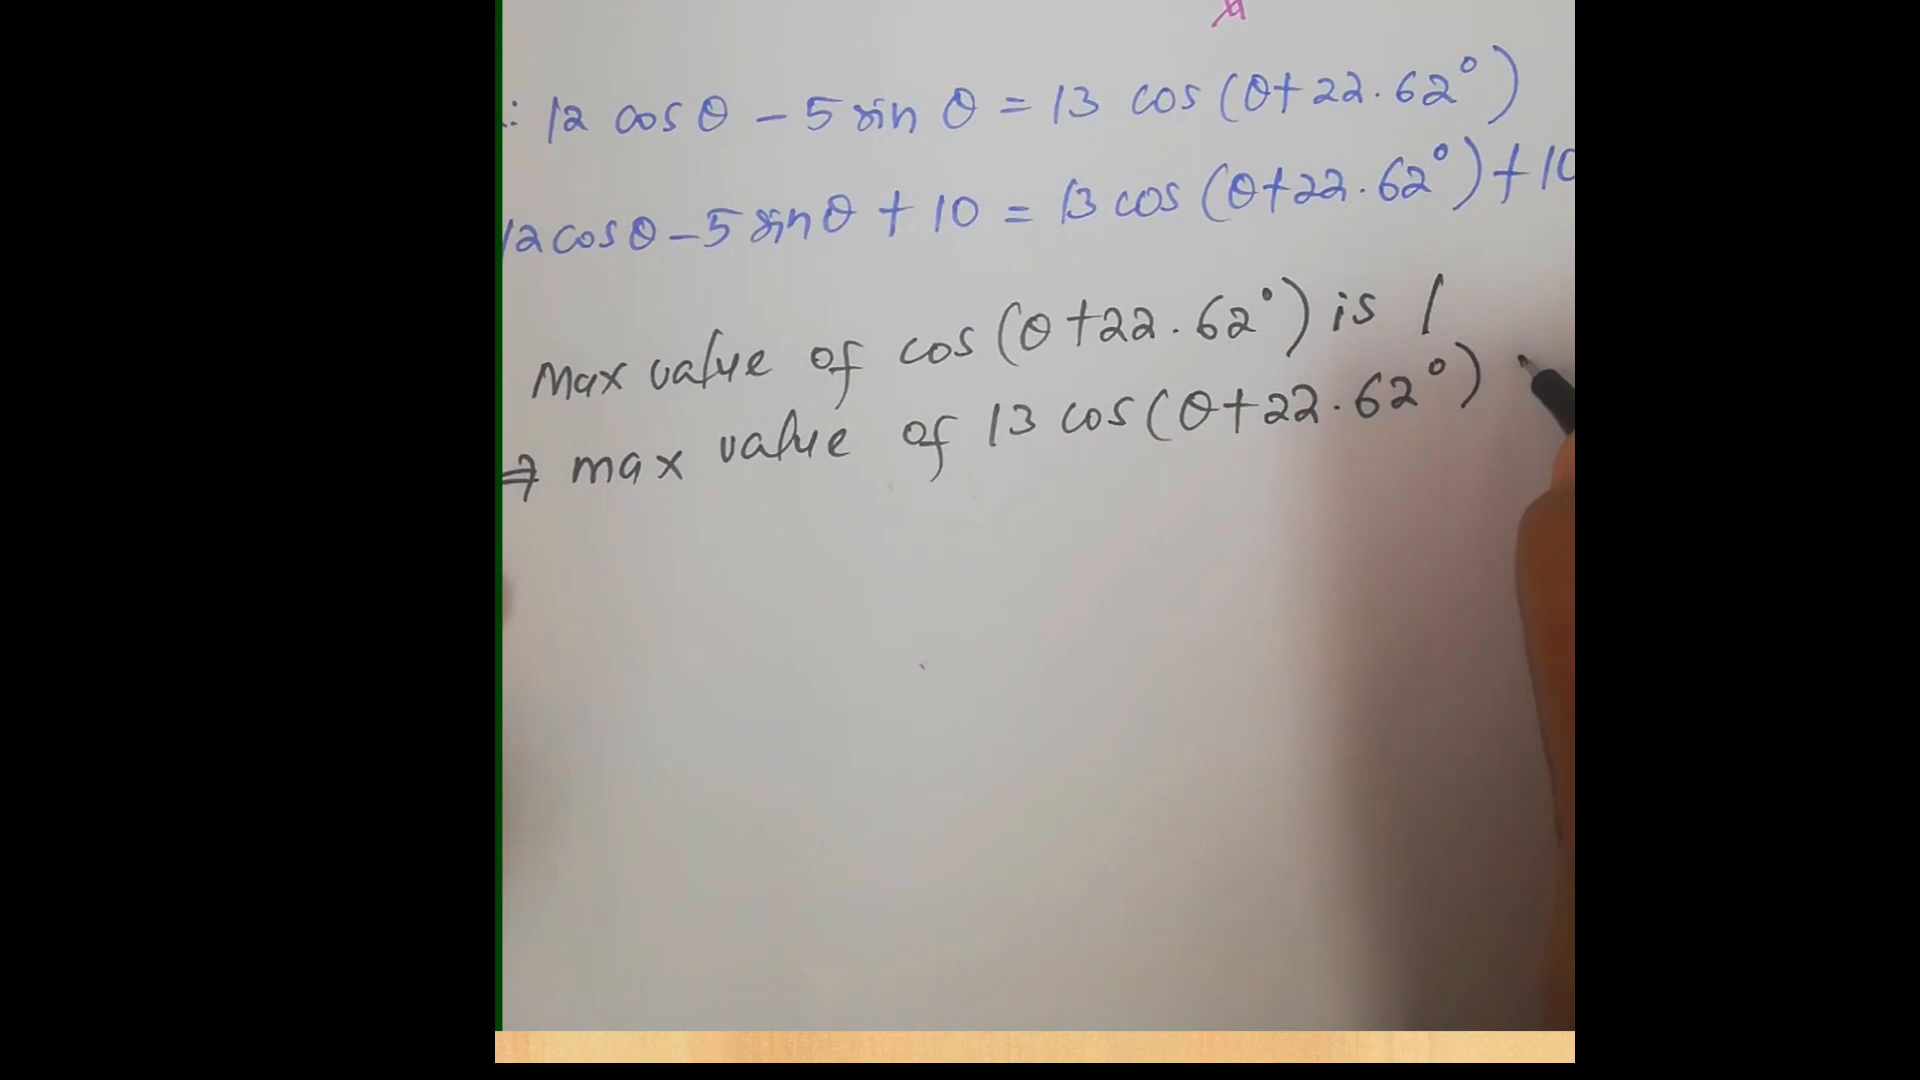 ∴ 12 cos θ - 5 sin θ = 13 cos (θ+22.62°)
12 cos θ - 5 sin θ + 10 = 13 cos (θ+22.62°) + 10
Max value of cos (θ+22.62°) is 1
⇒ max value of 13 cos (θ+22.62°)